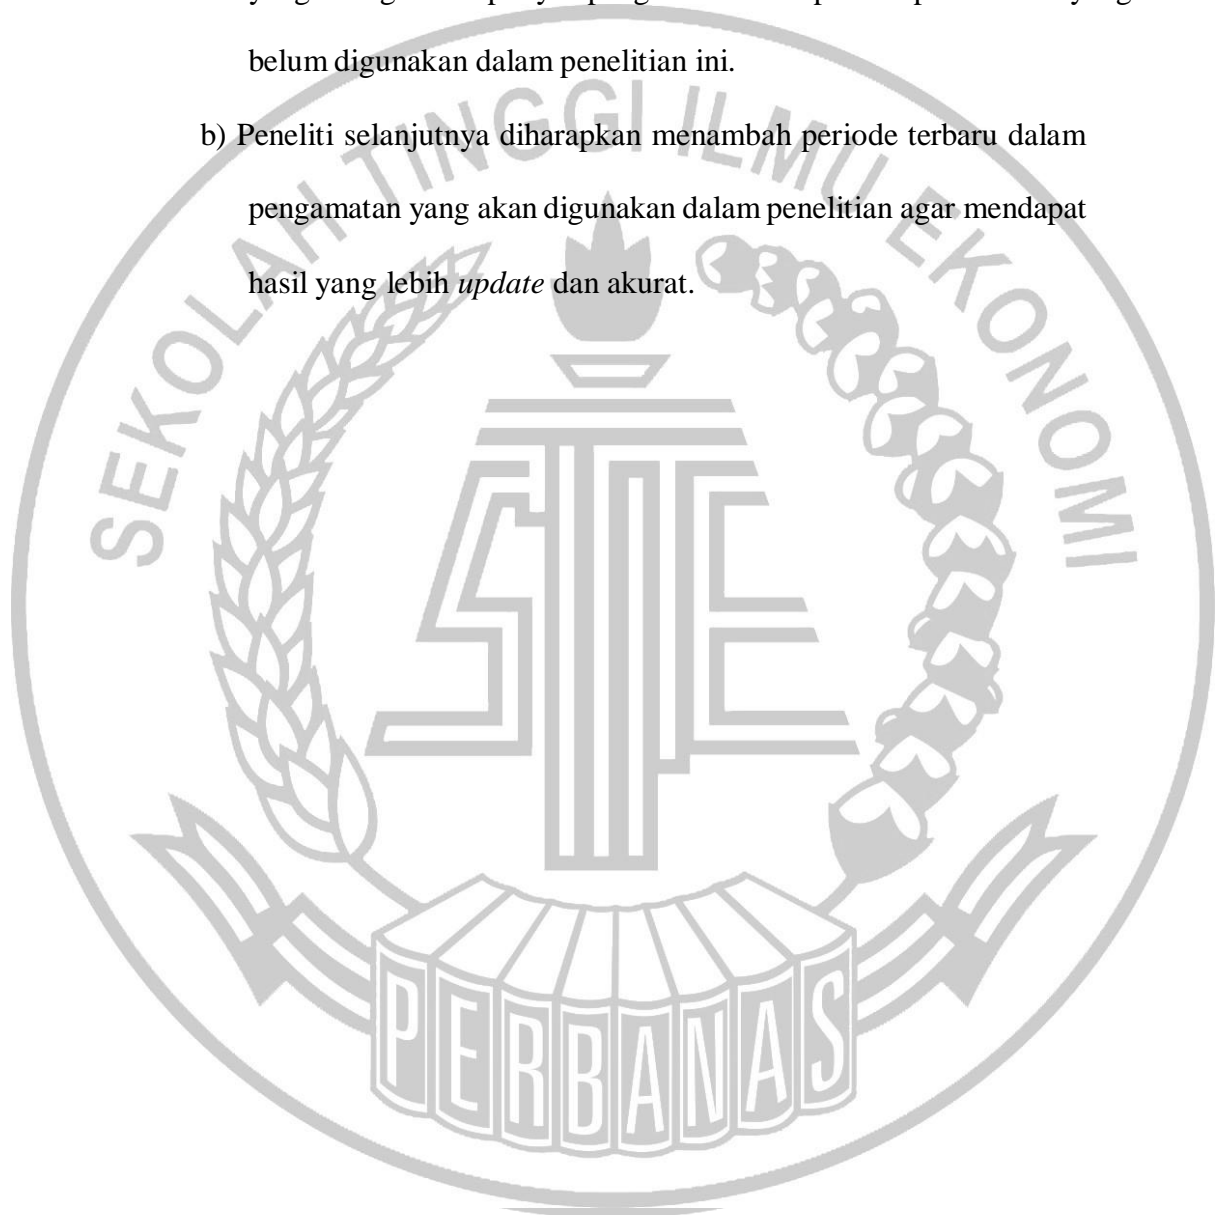 belum digunakan dalam penelitian ini.
b) Peneliti selanjutnya diharapkan menambah periode terbaru dalam
pengamatan yang akan digunakan dalam penelitian agar mendapat
hasil yang lebih update dan akurat.
SEKOLAH TINGGI ILMU EKONOMI
STIE
PERBANAS